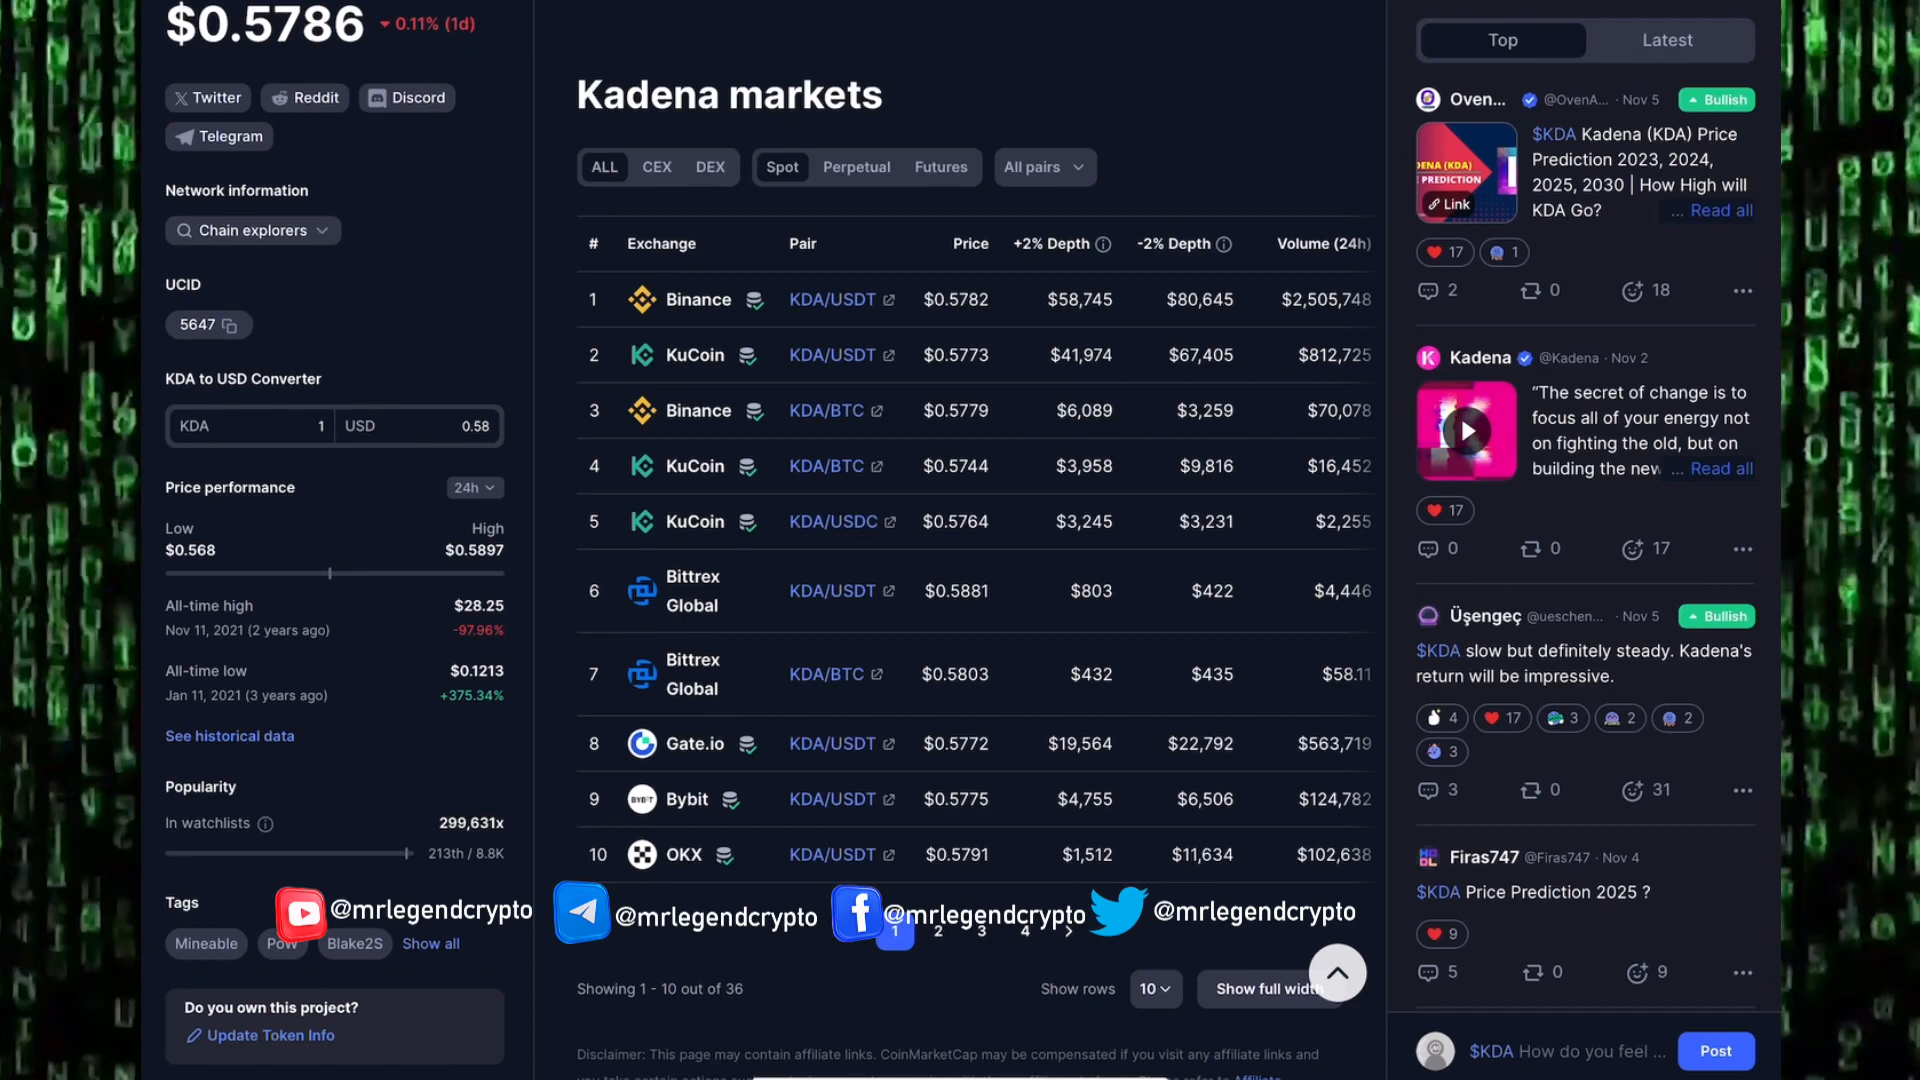 $0.5786 0.11% (1d)
Twitter Reddit Discord
Telegram
Network information
Chain explorers
UCID
5647
KDA to USD Converter
KDA 1 USD 0.58
Price performance 24h
Low High
$0.568 $0.5897
All-time high $28.25
Nov 11, 2021 (2 years ago) -97.96%
All-time low $0.1213
Jan 11, 2021 (3 years ago) +375.34%
See historical data
Popularity
In watchlists 299,631x
213th / 8.8K
Tags
Mineable PoW Blake2S Show all
Do you own this project?
Update Token Info
Kadena markets
ALL CEX DEX Spot Perpetual Futures All pairs
# Exchange Pair Price +2% Depth -2% Depth Volume (24h)
1 Binance KDA/USDT $0.5782 $58,745 $80,645 $2,505,748
2 KuCoin KDA/USDT $0.5773 $41,974 $67,405 $812,725
3 Binance KDA/BTC $0.5779 $6,089 $3,259 $70,078
4 KuCoin KDA/BTC $0.5744 $3,958 $9,816 $16,452
5 KuCoin KDA/USDC $0.5764 $3,245 $3,231 $2,255
6 Bittrex Global KDA/USDT $0.5881 $803 $422 $4,446
7 Bittrex Global KDA/BTC $0.5803 $432 $435 $58.11
8 Gate.io KDA/USDT $0.5772 $19,564 $22,792 $563,719
9 BYBIT Bybit KDA/USDT $0.5775 $4,755 $6,506 $124,782
10 OKX KDA/USDT $0.5791 $1,512 $11,634 $102,638
@mrlegendcrypto @mrlegendcrypto @mrlegendcrypto @mrlegendcrypto
1 2 3 4
Showing 1 - 10 out of 36 Show rows 10 Show full width
Disclaimer: This page may contain affiliate links. CoinMarketCap may be compensated if you visit any affiliate links and
Top Latest
Oven... @OvenA... · Nov 5 Bullish
$KDA Kadena (KDA) Price
Prediction 2023, 2024,
2025, 2030 | How High will
KDA Go? ... Read all
DENA (KDA)
E PREDICTION
Link
17 1
2 0 18
Kadena @Kadena · Nov 2
“The secret of change is to
focus all of your energy not
on fighting the old, but on
building the new ... Read all
17
0 0 17
Üşengeç @ueschen... · Nov 5 Bullish
$KDA slow but definitely steady. Kadena's
return will be impressive.
4 17 3 2 2
3
3 0 31
HODL Firas747 @Firas747 · Nov 4
$KDA Price Prediction 2025 ?
9
5 0 9
$KDA How do you feel ... Post